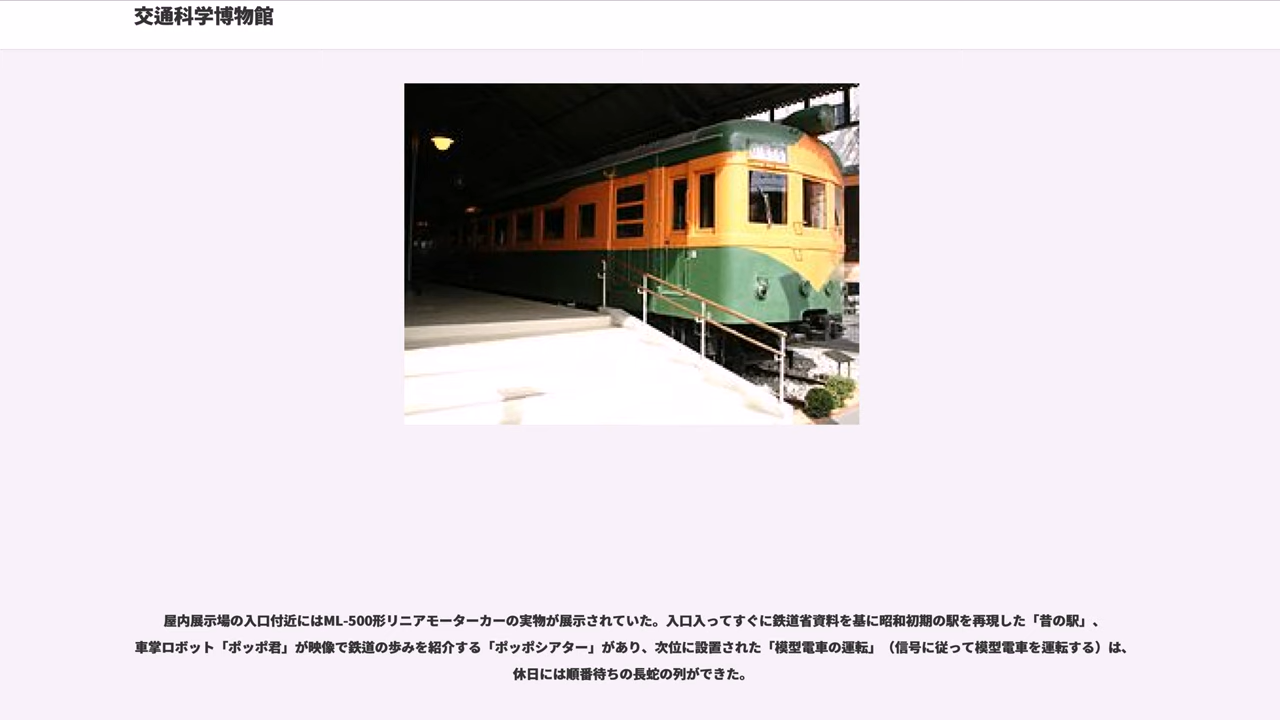 交通科学博物館
屋内展示場の入口付近にはML-500形リニアモーターカーの実物が展示されていた。入口入ってすぐに鉄道省資料を基に昭和初期の駅を再現した「昔の駅」、
車掌ロボット「ポッポ君」が映像で鉄道の歩みを紹介する「ポッポシアター」があり、次位に設置された「模型電車の運転」（信号に従って模型電車を運転する）は、
休日には順番待ちの長蛇の列ができた。